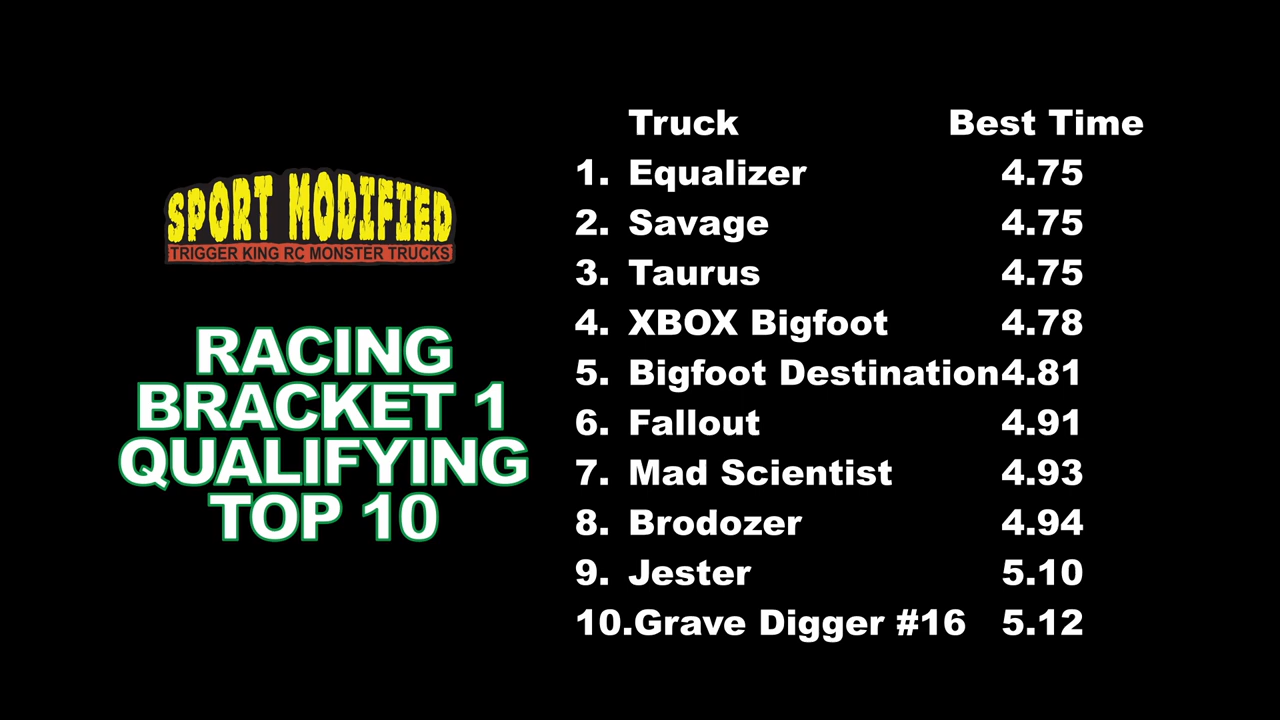 SPORT MODIFIED
TRIGGER KING RC MONSTER TRUCKS
RACING
BRACKET 1
QUALIFYING
TOP 10
Truck Best Time
1. Equalizer 4.75
2. Savage 4.75
3. Taurus 4.75
4. XBOX Bigfoot 4.78
5. Bigfoot Destination 4.81
6. Fallout 4.91
7. Mad Scientist 4.93
8. Brodozer 4.94
9. Jester 5.10
10. Grave Digger #16 5.12